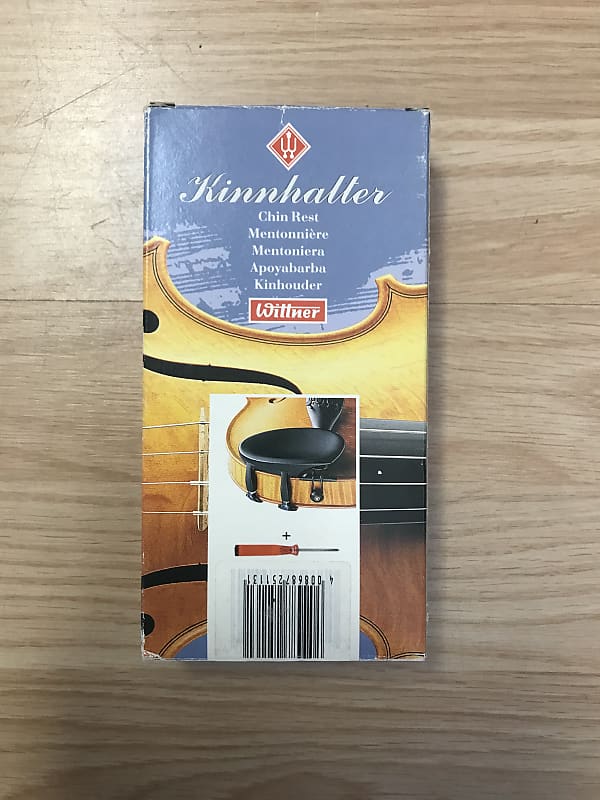 Kinnhalter
Chin Rest
Mentonnière
Mentoniera
Apoyabarba
Kinhouder
Wittner
+
4 008687 251131